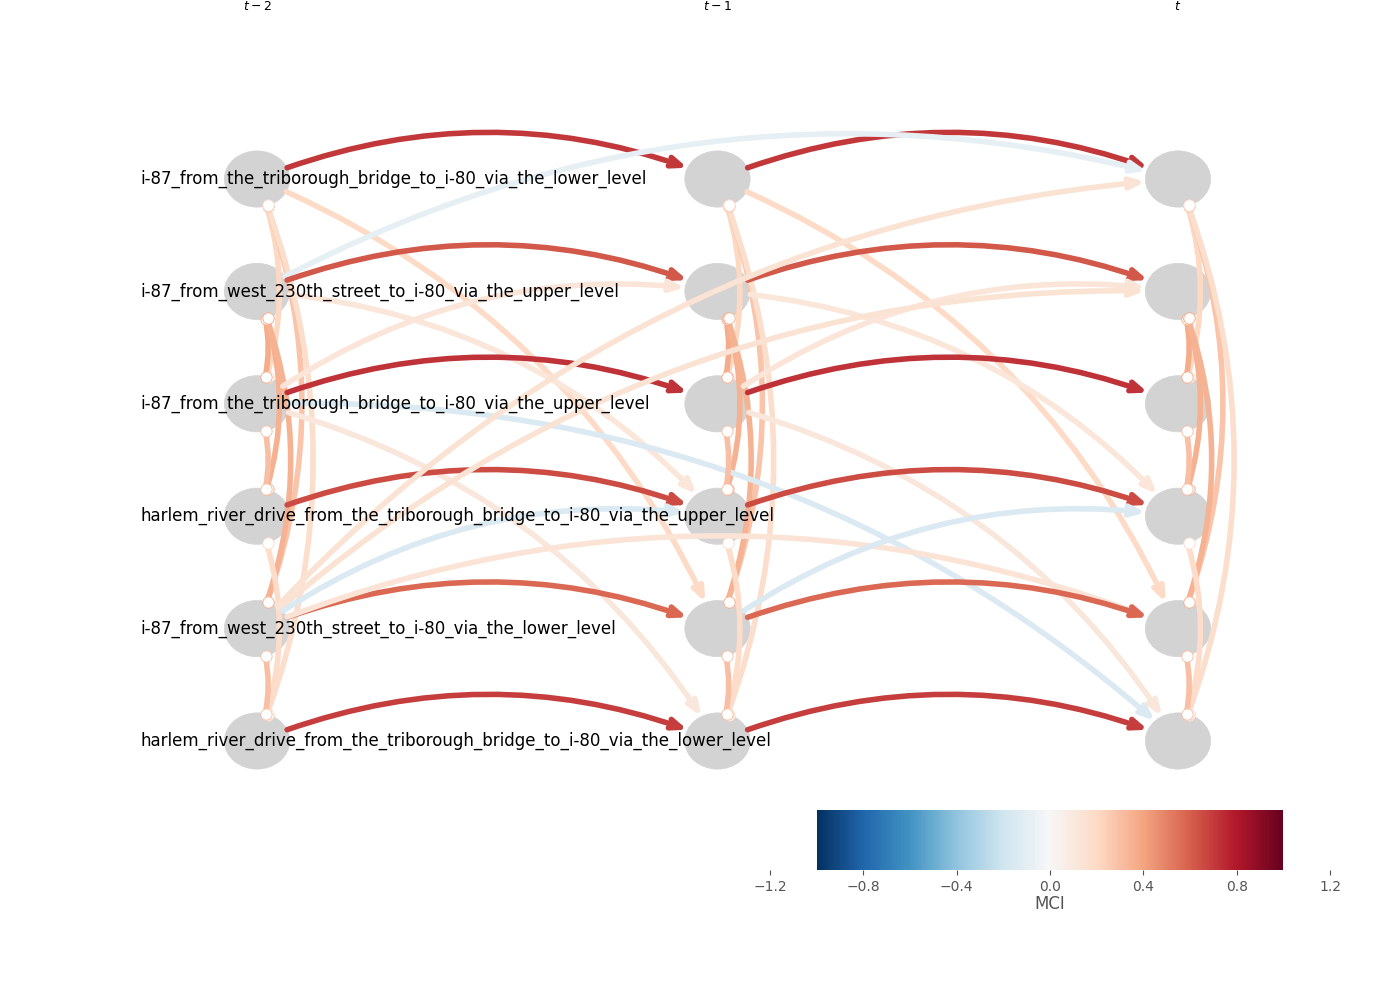 t − 2
t − 1
t
i-87_from_the_triborough_bridge_to_i-80_via_the_lower_level
i-87_from_west_230th_street_to_i-80_via_the_upper_level
i-87_from_the_triborough_bridge_to_i-80_via_the_upper_level
harlem_river_drive_from_the_triborough_bridge_to_i-80_via_the_upper_level
i-87_from_west_230th_street_to_i-80_via_the_lower_level
harlem_river_drive_from_the_triborough_bridge_to_i-80_via_the_lower_level
−1.2 −0.8 −0.4 0.0 0.4 0.8 1.2
MCI